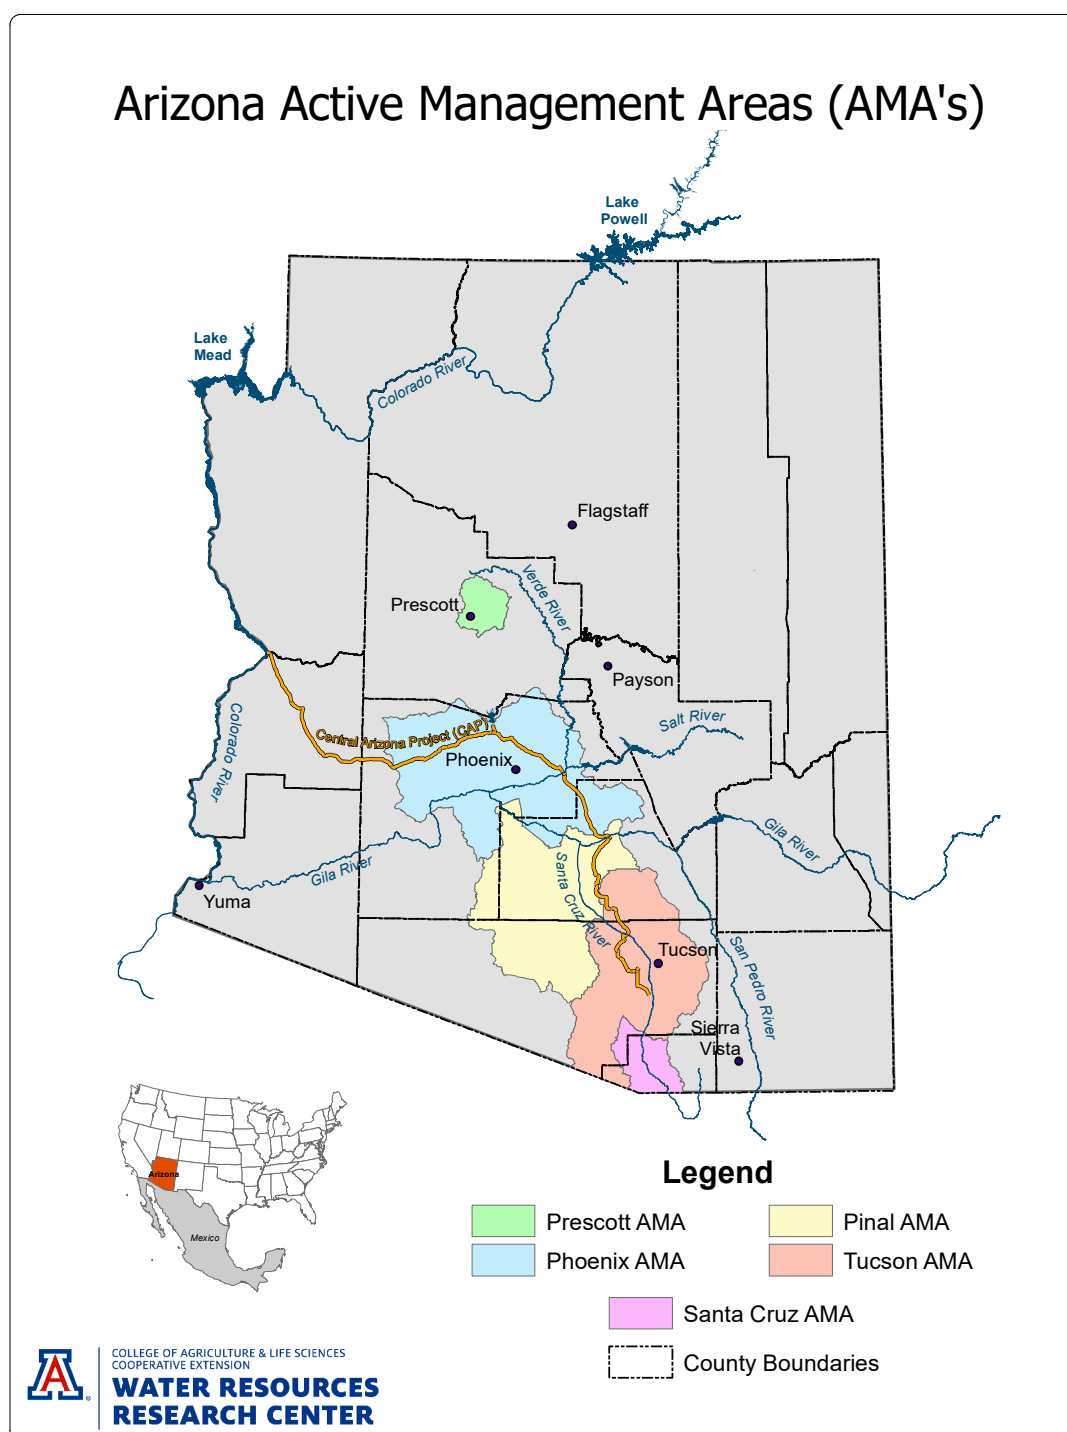 Arizona Active Management Areas (AMA's)
Lake
Powell
Lake
Mead
Colorado River
Flagstaff
Verde River
Prescott
Payson
Colorado River
Salt River
Central Arizona Project (CAP)
Phoenix
Gila River
Gila River
Santa Cruz River
Yuma
Tucson
San Pedro River
Sierra
Vista
Arizona
Mexico
Legend
Prescott AMA
Pinal AMA
Phoenix AMA
Tucson AMA
Santa Cruz AMA
County Boundaries
A
®
COLLEGE OF AGRICULTURE & LIFE SCIENCES
COOPERATIVE EXTENSION
WATER RESOURCES
RESEARCH CENTER